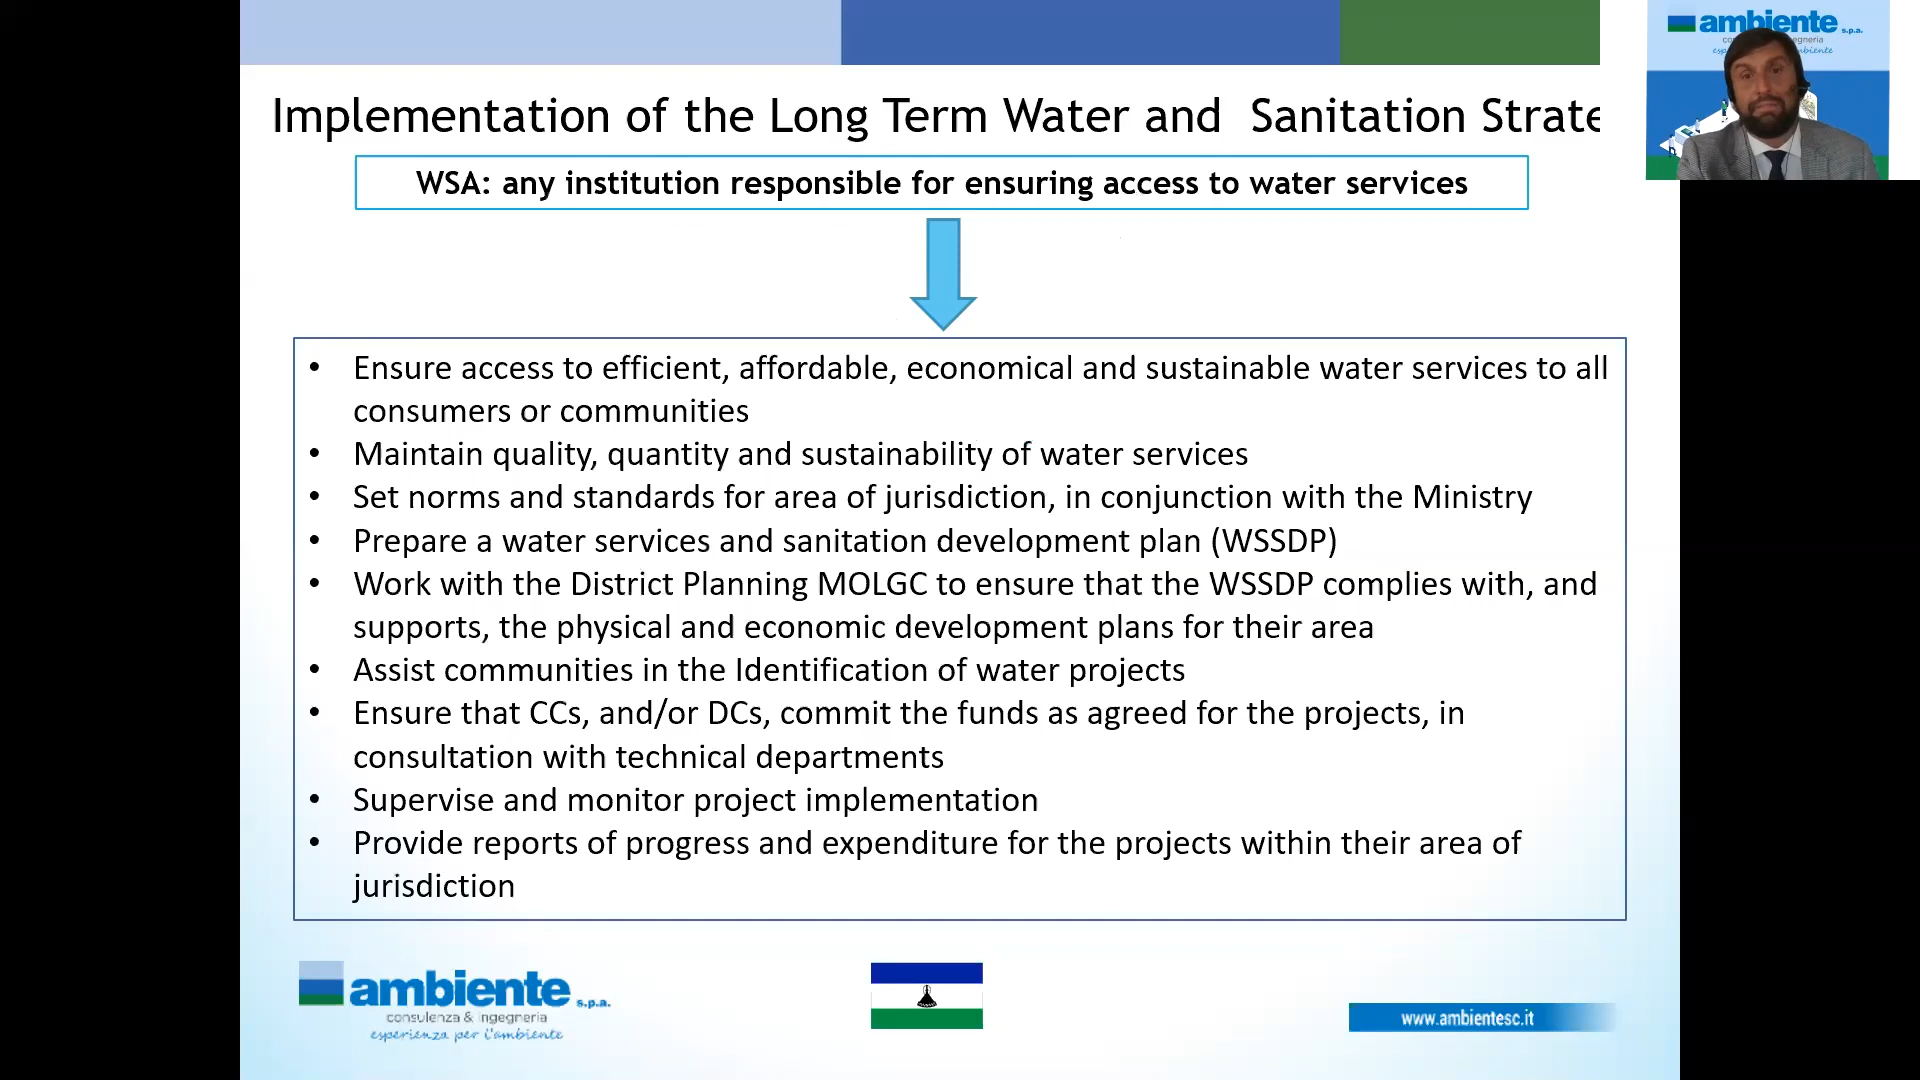 Implementation of the Long Term Water and Sanitation Strate
WSA: any institution responsible for ensuring access to water services
• Ensure access to efficient, affordable, economical and sustainable water services to all
consumers or communities
• Maintain quality, quantity and sustainability of water services
• Set norms and standards for area of jurisdiction, in conjunction with the Ministry
• Prepare a water services and sanitation development plan (WSSDP)
• Work with the District Planning MOLGC to ensure that the WSSDP complies with, and
supports, the physical and economic development plans for their area
• Assist communities in the Identification of water projects
• Ensure that CCs, and/or DCs, commit the funds as agreed for the projects, in
consultation with technical departments
• Supervise and monitor project implementation
• Provide reports of progress and expenditure for the projects within their area of
jurisdiction
ambiente s.p.a.
consulenza & ingegneria
esperienza per l'ambiente
www.ambientesc.it
ambiente s.p.a.